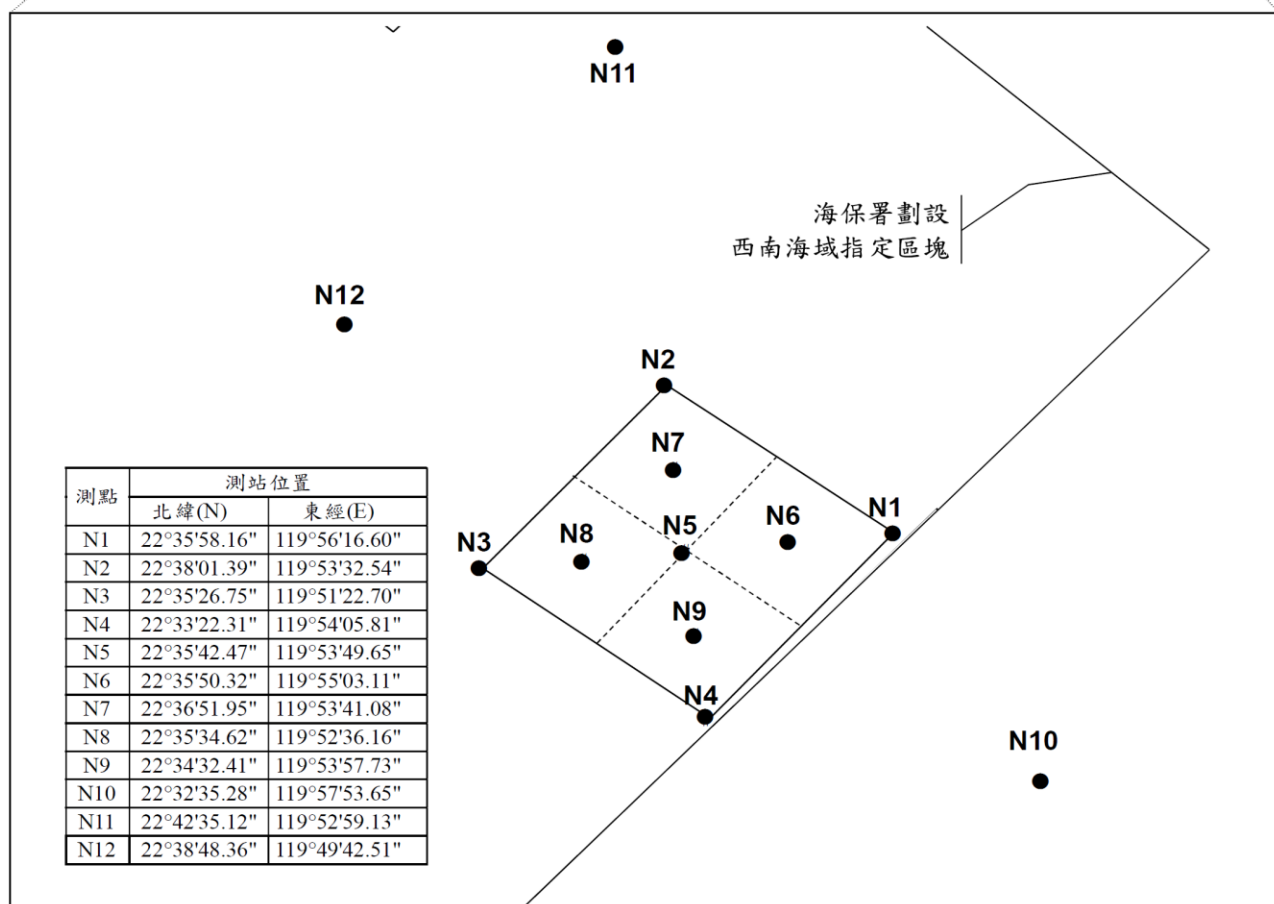 N11
海保署劃設
西南海域指定區塊
N12
N2
N7
N1
N6
N5
N3
N8
N9
N4
N10
測點 測站位置
北緯(N) 東經(E)
N1 22°35'58.16" 119°56'16.60"
N2 22°38'01.39" 119°53'32.54"
N3 22°35'26.75" 119°51'22.70"
N4 22°33'22.31" 119°54'05.81"
N5 22°35'42.47" 119°53'49.65"
N6 22°35'50.32" 119°55'03.11"
N7 22°36'51.95" 119°53'41.08"
N8 22°35'34.62" 119°52'36.16"
N9 22°34'32.41" 119°53'57.73"
N10 22°32'35.28" 119°57'53.65"
N11 22°42'35.12" 119°52'59.13"
N12 22°38'48.36" 119°49'42.51"